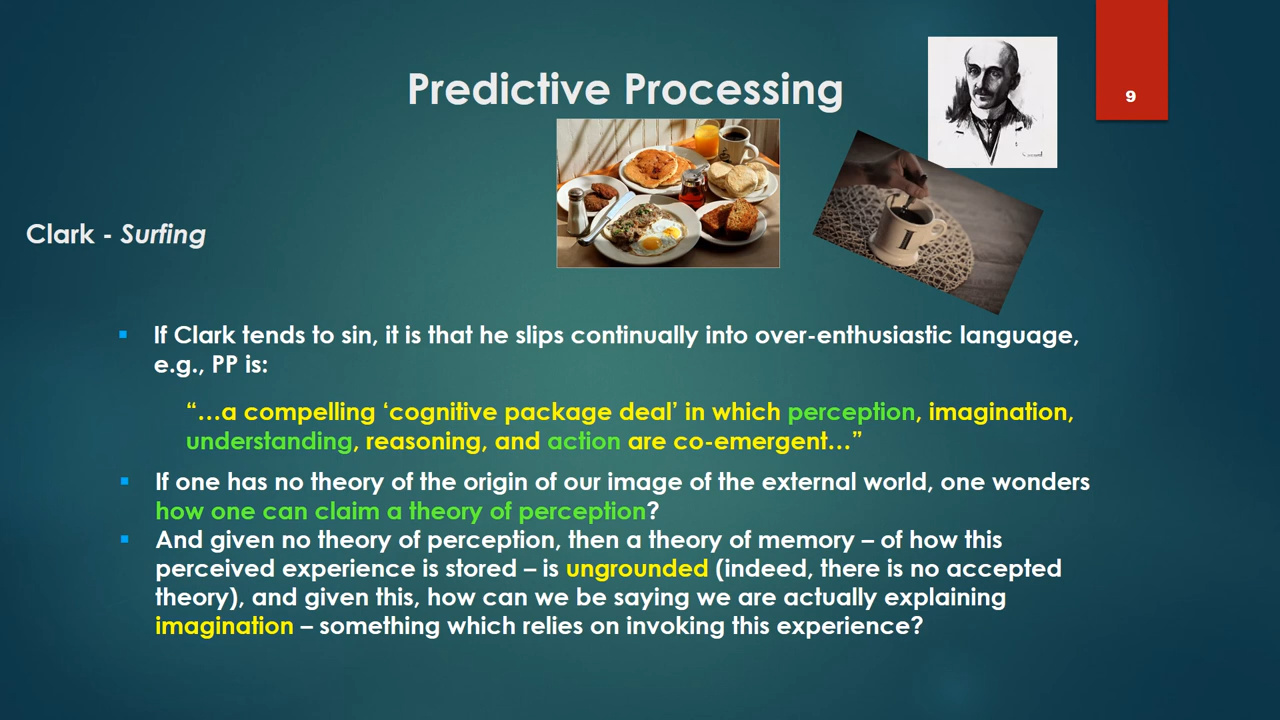 Predictive Processing
9
Clark - Surfing
If Clark tends to sin, it is that he slips continually into over-enthusiastic language,
e.g., PP is:
“…a compelling ‘cognitive package deal’ in which perception, imagination,
understanding, reasoning, and action are co-emergent…”
If one has no theory of the origin of our image of the external world, one wonders
how one can claim a theory of perception?
And given no theory of perception, then a theory of memory – of how this
perceived experience is stored – is ungrounded (indeed, there is no accepted
theory), and given this, how can we be saying we are actually explaining
imagination – something which relies on invoking this experience?